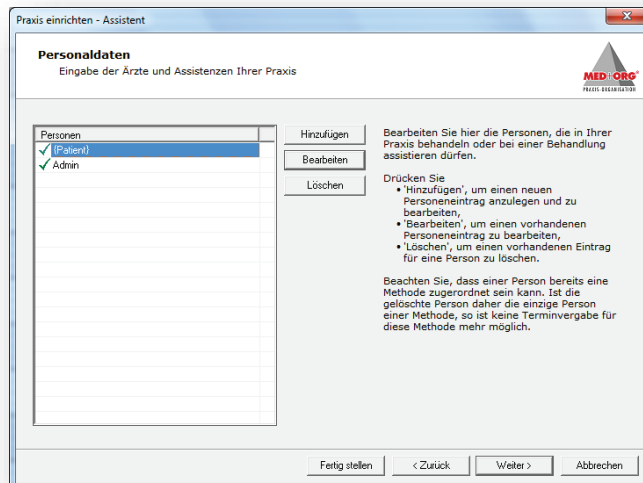 Praxis einrichten - Assistent
Personaldaten
Eingabe der Ärzte und Assistenzen Ihrer Praxis
MED+ORG®
PRAXIS-ORGANISATION
Personen
{Patient}
Admin
Hinzufügen
Bearbeiten
Löschen
Bearbeiten Sie hier die Personen, die in Ihrer
Praxis behandeln oder bei einer Behandlung
assistieren dürfen.
Drücken Sie
• 'Hinzufügen', um einen neuen
Personeneintrag anzulegen und zu
bearbeiten,
• 'Bearbeiten', um einen vorhandenen
Personeneintrag zu bearbeiten,
• 'Löschen', um einen vorhandenen Eintrag
für eine Person zu löschen.
Beachten Sie, dass einer Person bereits eine
Methode zugerordnet sein kann. Ist die
gelöschte Person daher die einzige Person
einer Methode, so ist keine Terminvergabe für
diese Methode mehr möglich.
Fertig stellen
< Zurück
Weiter >
Abbrechen